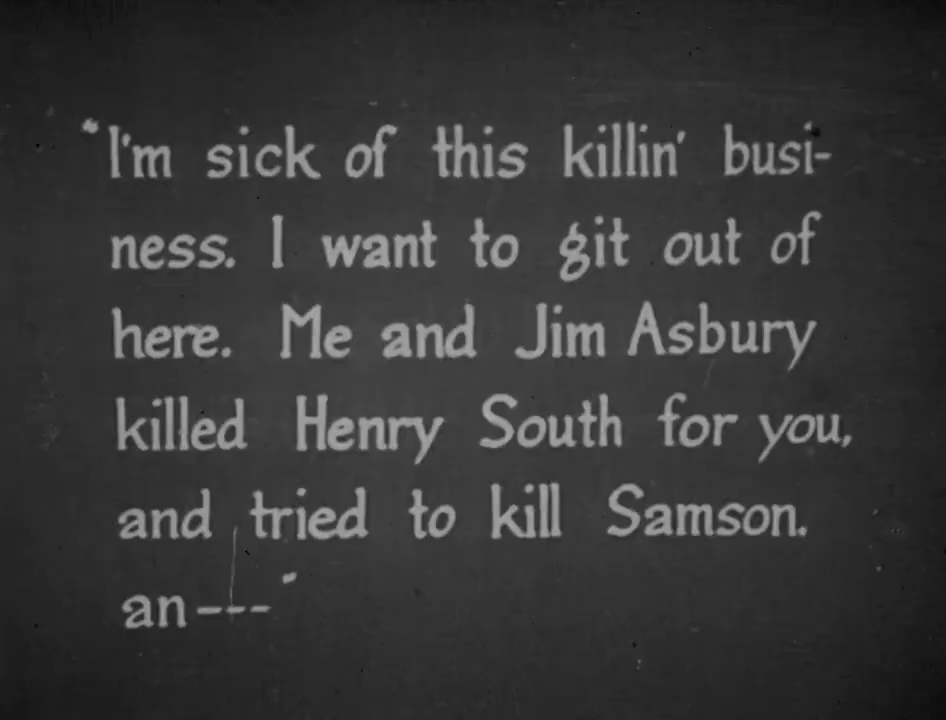 "I'm sick of this killin' busi-
ness. I want to git out of
here. Me and Jim Asbury
killed Henry South for you,
and tried to kill Samson.
an---"